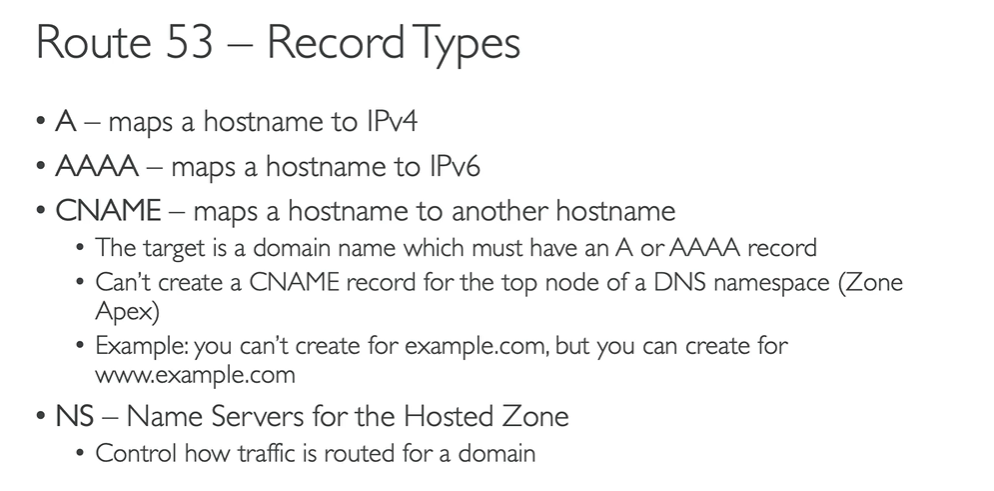 Route 53 – Record Types
• A – maps a hostname to IPv4
• AAAA – maps a hostname to IPv6
• CNAME – maps a hostname to another hostname
• The target is a domain name which must have an A or AAAA record
• Can't create a CNAME record for the top node of a DNS namespace (Zone
Apex)
• Example: you can't create for example.com, but you can create for
www.example.com
• NS – Name Servers for the Hosted Zone
• Control how traffic is routed for a domain